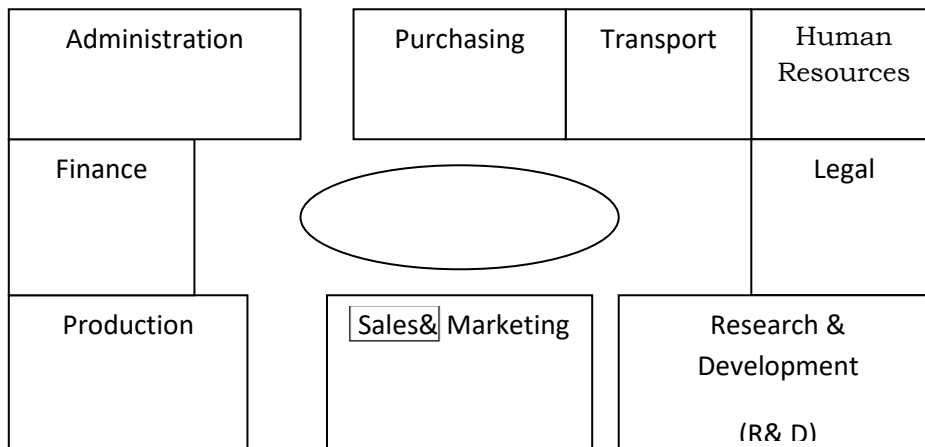 Administration
Purchasing
Transport
Human
Resources
Finance
Legal
Production
Sales& Marketing
Research &
Development
(R& D)